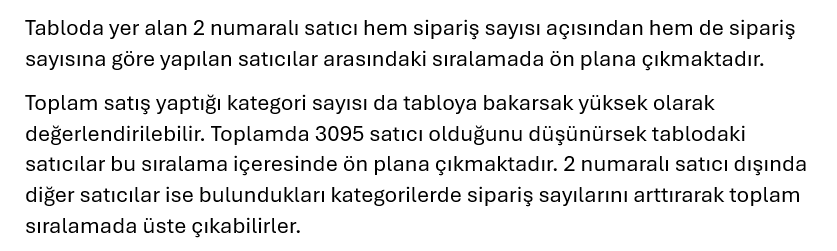 Tabloda yer alan 2 numaralı satıcı hem sipariş sayısı açısından hem de sipariş
sayısına göre yapılan satıcılar arasındaki sıralamada ön plana çıkmaktadır.
Toplam satış yaptığı kategori sayısı da tabloya bakarsak yüksek olarak
değerlendirilebilir. Toplamda 3095 satıcı olduğunu düşünürsek tablodaki
satıcılar bu sıralama içeresinde ön plana çıkmaktadır. 2 numaralı satıcı dışında
diğer satıcılar ise bulundukları kategorilerde sipariş sayılarını arttırarak toplam
sıralamada üste çıkabilirler.